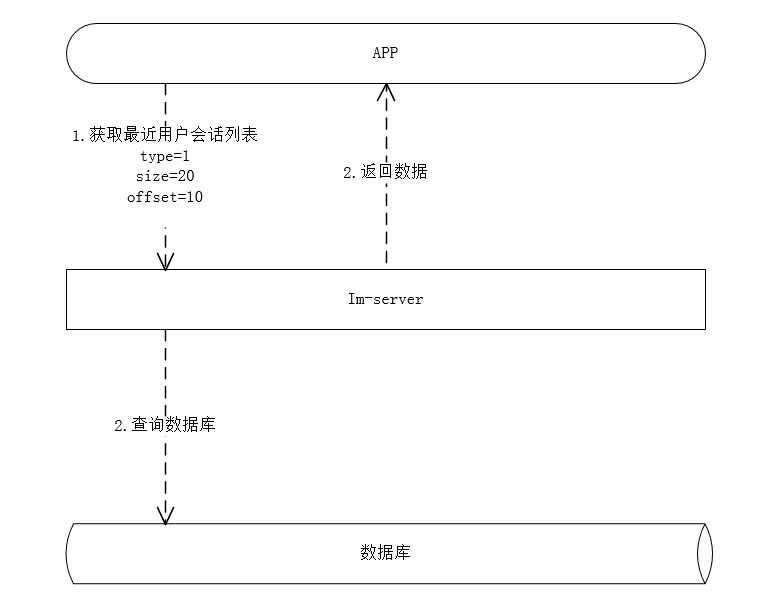 APP
1.获取最近用户会话列表
type=1
size=20
offset=10
2.返回数据
Im-server
2.查询数据库
数据库